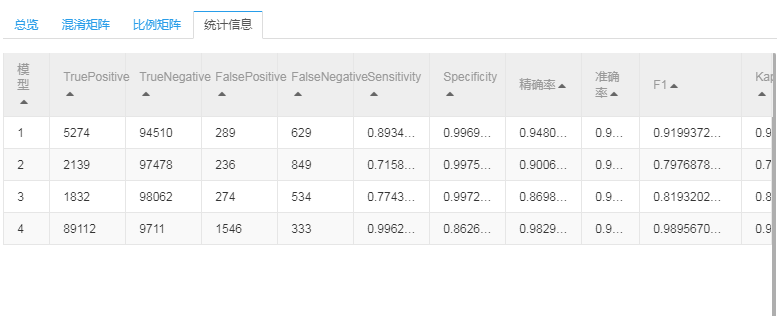 总览 混淆矩阵 比例矩阵 统计信息
模型 TruePositive TrueNegative FalsePositive FalseNegative Sensitivity Specificity 精确率 准确率 F1 Kap
1 5274 94510 289 629 0.8934... 0.9969... 0.9480... 0.9... 0.9199372... 0.9
2 2139 97478 236 849 0.7158... 0.9975... 0.9006... 0.9... 0.7976878... 0.7
3 1832 98062 274 534 0.7743... 0.9972... 0.8698... 0.9... 0.8193202... 0.8
4 89112 9711 1546 333 0.9962... 0.8626... 0.9829... 0.9... 0.9895670... 0.9